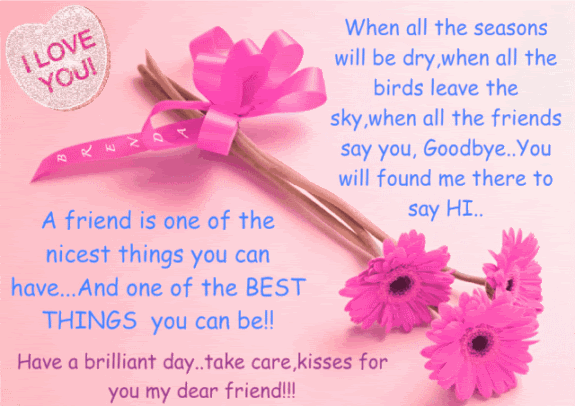 I LOVE
YOU!
When all the seasons
will be dry,when all the
birds leave the
sky,when all the friends
say you, Goodbye..You
will found me there to
say HI..
BRENDA
A friend is one of the
nicest things you can
have...And one of the BEST
THINGS you can be!!
Have a brilliant day..take care,kisses for
you my dear friend!!!